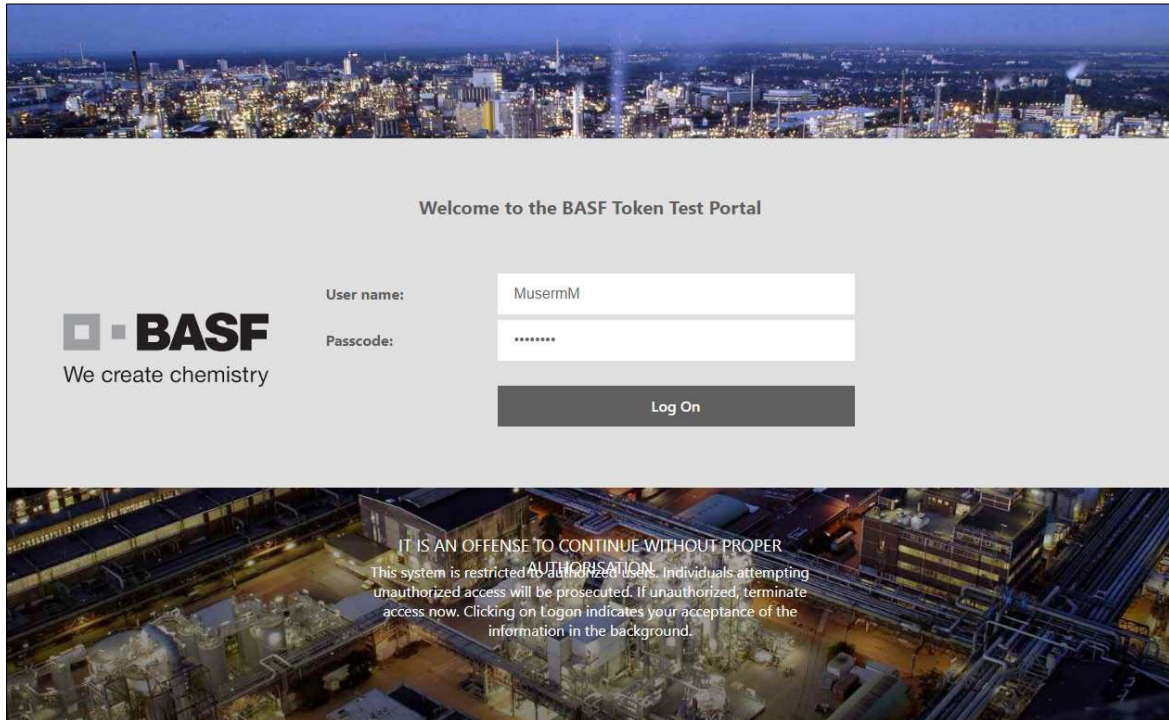 Welcome to the BASF Token Test Portal
User name:
MusermM
Passcode:
••••••••
BASF
We create chemistry
Log On
IT IS AN OFFENSE TO CONTINUE WITHOUT PROPER
AUTHORISATION
This system is restricted to authorized users. Individuals attempting
unauthorized access will be prosecuted. If unauthorized, terminate
access now. Clicking on Logon indicates your acceptance of the
information in the background.